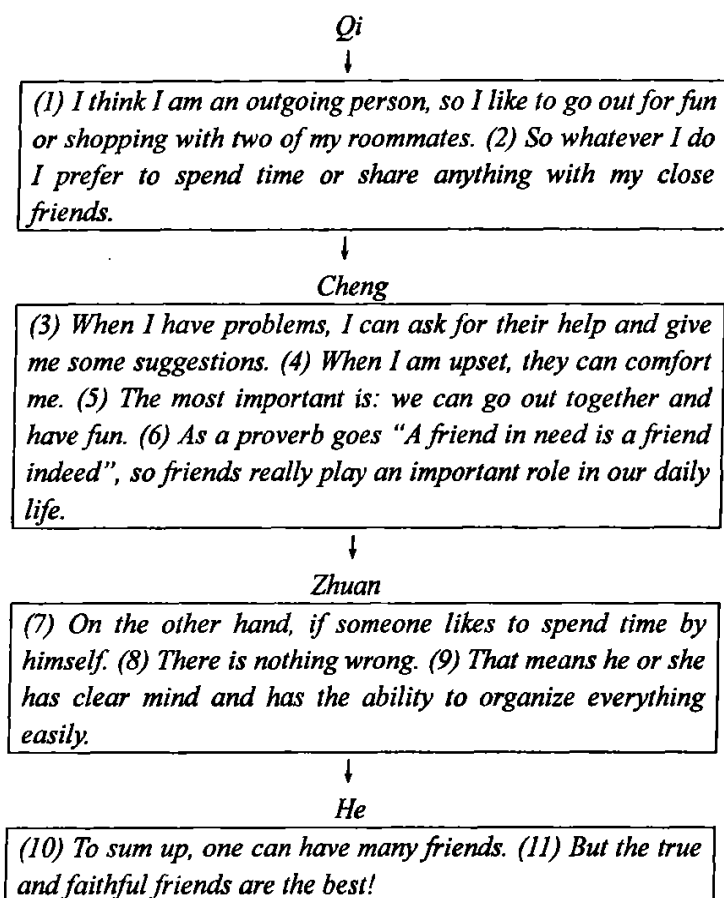 Qi
(1) I think I am an outgoing person, so I like to go out for fun
or shopping with two of my roommates. (2) So whatever I do
I prefer to spend time or share anything with my close
friends.
Cheng
(3) When I have problems, I can ask for their help and give
me some suggestions. (4) When I am upset, they can comfort
me. (5) The most important is: we can go out together and
have fun. (6) As a proverb goes “A friend in need is a friend
indeed”, so friends really play an important role in our daily
life.
Zhuan
(7) On the other hand, if someone likes to spend time by
himself. (8) There is nothing wrong. (9) That means he or she
has clear mind and has the ability to organize everything
easily.
He
(10) To sum up, one can have many friends. (11) But the true
and faithful friends are the best!